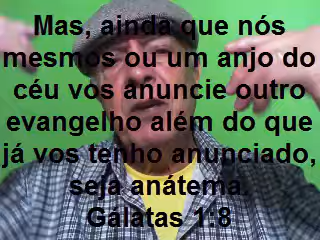 Mas, ainda que nós
mesmos ou um anjo do
céu vos anuncie outro
evangelho além do que
já vos tenho anunciado,
seja anátema.
Gálatas 1:8